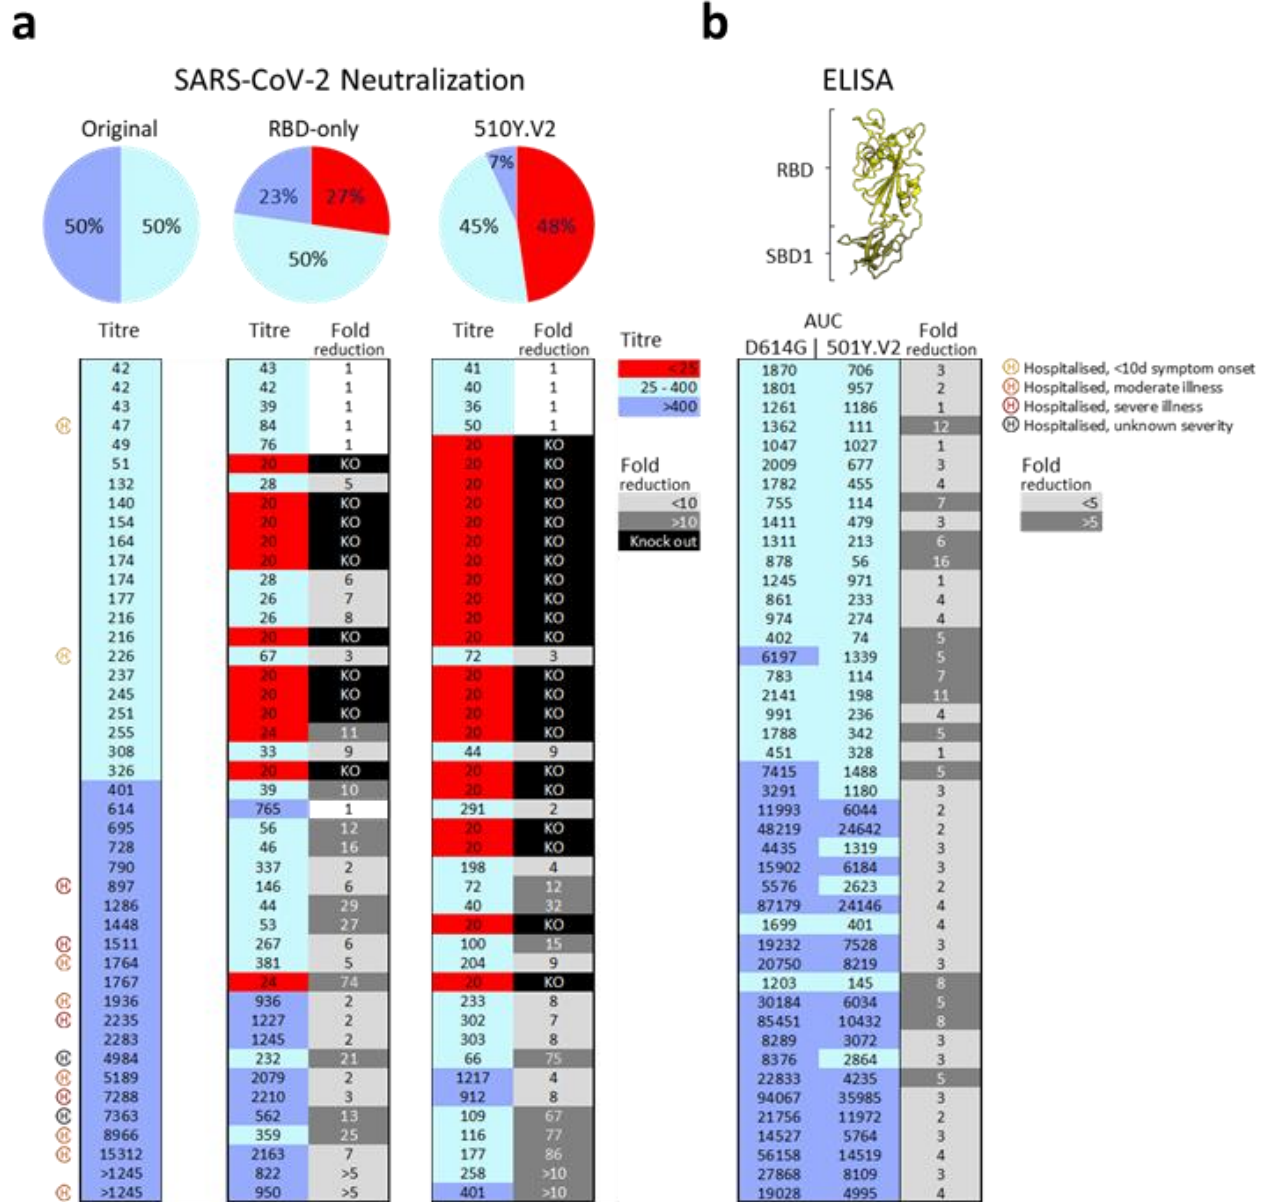 a
b
SARS-CoV-2 Neutralization
ELISA
Original RBD-only 510Y.V2
50% 50%
23% 27% 50%
7% 45% 48%
RBD
SBD1
Titre Titre Fold reduction Titre Fold reduction
AUC
D614G | 501Y.V2 Fold reduction
42 43 1 41 1 1870 706 3
42 42 1 40 1 1801 957 2
43 39 1 36 1 1261 1186 1
H 47 84 1 50 1 1362 111 12
49 76 1 20 KO 1047 1027 1
51 20 KO 20 KO 2009 677 3
132 28 5 20 KO 1782 455 4
140 20 KO 20 KO 755 114 7
154 20 KO 20 KO 1411 479 3
164 20 KO 20 KO 1311 213 6
174 20 KO 20 KO 878 56 16
174 28 6 20 KO 1245 971 1
177 26 7 20 KO 861 233 4
216 26 8 20 KO 974 274 4
216 20 KO 20 KO 402 74 5
H 226 67 3 72 3 6197 1339 5
237 20 KO 20 KO 783 114 7
245 20 KO 20 KO 2141 198 11
251 20 KO 20 KO 991 236 4
255 24 11 20 KO 1788 342 5
308 33 9 44 9 451 328 1
326 20 KO 20 KO 7415 1488 5
401 39 10 20 KO 3291 1180 3
614 765 1 291 2 11993 6044 2
695 56 12 20 KO 48219 24642 2
728 46 16 20 KO 4435 1319 3
790 337 2 198 4 15902 6184 3
H 897 146 6 72 12 5576 2623 2
1286 44 29 40 32 87179 24146 4
1448 53 27 20 KO 1699 401 4
H 1511 267 6 100 15 19232 7528 3
H 1764 381 5 204 9 20750 8219 3
1767 24 74 20 KO 1203 145 8
H 1936 936 2 233 8 30184 6034 5
H 2235 1227 2 302 7 85451 10432 8
2283 1245 2 303 8 8289 3072 3
H 4984 232 21 66 75 8376 2864 3
H 5189 2079 2 1217 4 22833 4235 5
H 7288 2210 3 912 8 94067 35985 3
H 7363 562 13 109 67 21756 11972 2
H 8966 359 25 116 77 14527 5764 3
H 15312 2163 7 177 86 56158 14519 4
>1245 822 >5 258 >10 27868 8109 3
H >1245 950 >5 401 >10 19028 4995 4
Titre
<25
25 - 400
>400
Fold
reduction
<10
>10
Knock out
H Hospitalised, <10d symptom onset
H Hospitalised, moderate illness
H Hospitalised, severe illness
H Hospitalised, unknown severity
Fold
reduction
<5
>5